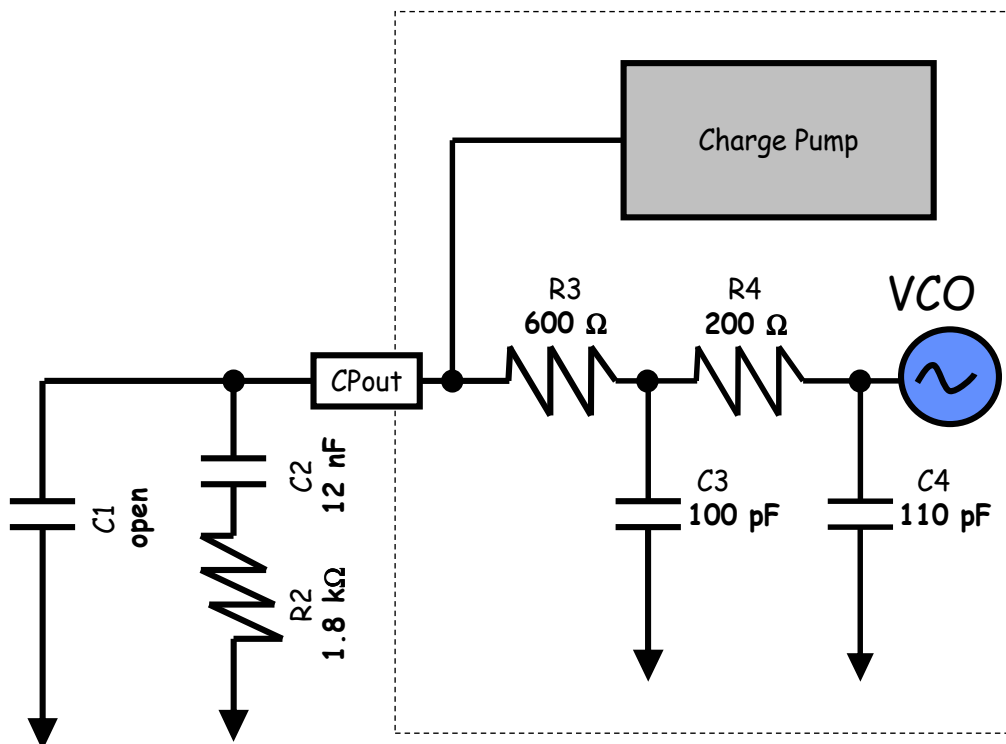 Charge Pump
R3
600 Ω
R4
200 Ω
VCO
CPout
C1
open
C2
12 nF
R2
1.8 kΩ
C3
100 pF
C4
110 pF